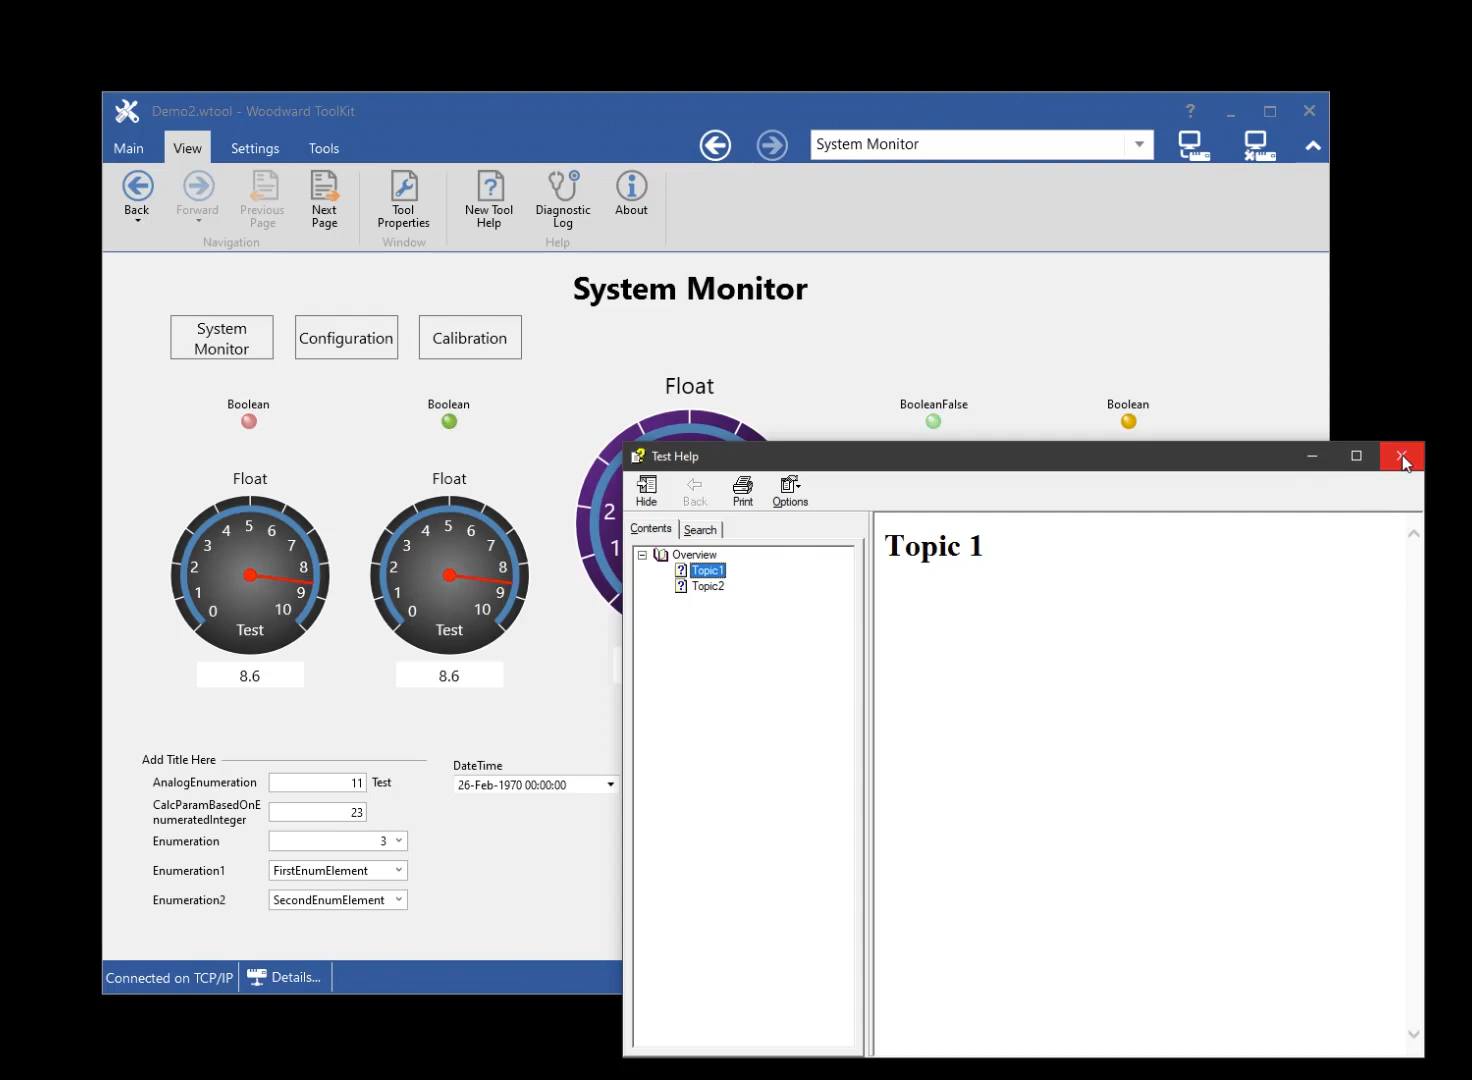 Demo2.wtool - Woodward ToolKit
?
Main
View
Settings
Tools
System Monitor
Back
Forward
Previous
Page
Next
Page
Tool
Properties
New Tool
Help
Diagnostic
Log
About
Navigation
Window
Help
System Monitor
System
Monitor
Configuration
Calibration
Float
Boolean
Boolean
BooleanFalse
Boolean
Float
Float
0 1 2 3 4 5 6 7 8 9 10
Test
8.6
0 1 2 3 4 5 6 7 8 9 10
Test
8.6
2
1
Add Title Here
AnalogEnumeration
11
Test
CalcParamBasedOnE
numeratedInteger
23
Enumeration
3
Enumeration1
FirstEnumElement
Enumeration2
SecondEnumElement
DateTime
26-Feb-1970 00:00:00
Connected on TCP/IP
Details...
Test Help
Hide
Back
Print
Options
Contents
Search
Overview
Topic1
Topic2
Topic 1